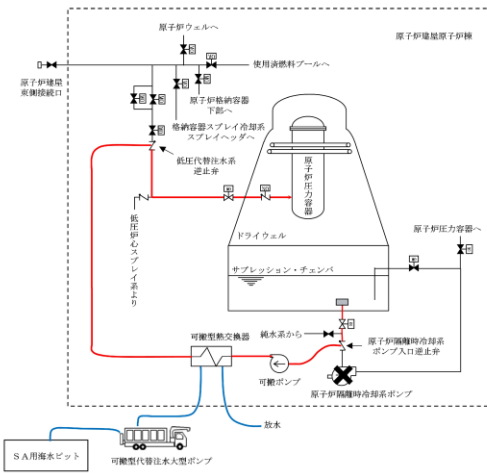 原子炉ウェルへ
原子炉建屋原子炉棟
使用済燃料プールへ
原子炉建屋
東側接続口
原子炉格納容器
下部へ
格納容器スプレイ冷却系
スプレイヘッダへ
低圧代替注水系
逆止弁
原子炉圧力容器
低圧炉心スプレイ系より
原子炉圧力容器へ
ドライウェル
サプレッション・チェンバ
純水系から
可搬型熱交換器
原子炉隔離時冷却系
ポンプ入口逆止弁
可搬ポンプ
原子炉隔離時冷却系ポンプ
放水
SA用海水ピット
可搬型代替注水大型ポンプ